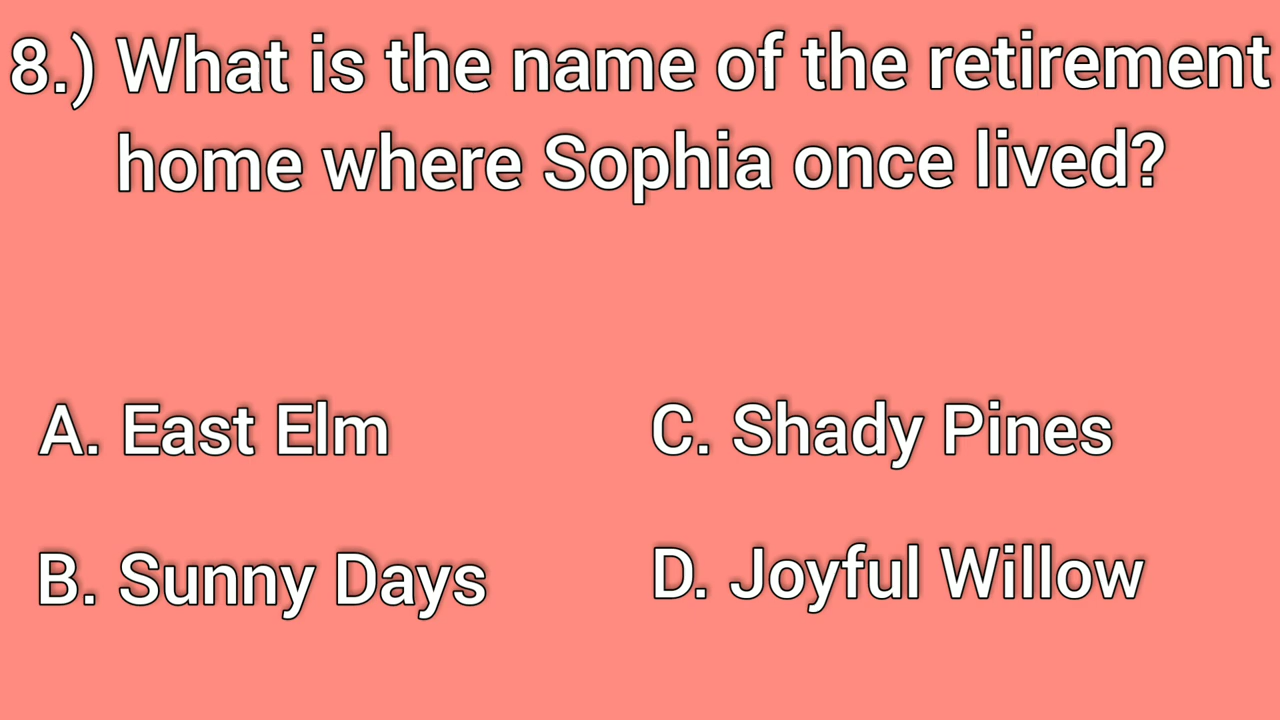 8.) What is the name of the retirement
home where Sophia once lived?
A. East Elm
B. Sunny Days
C. Shady Pines
D. Joyful Willow